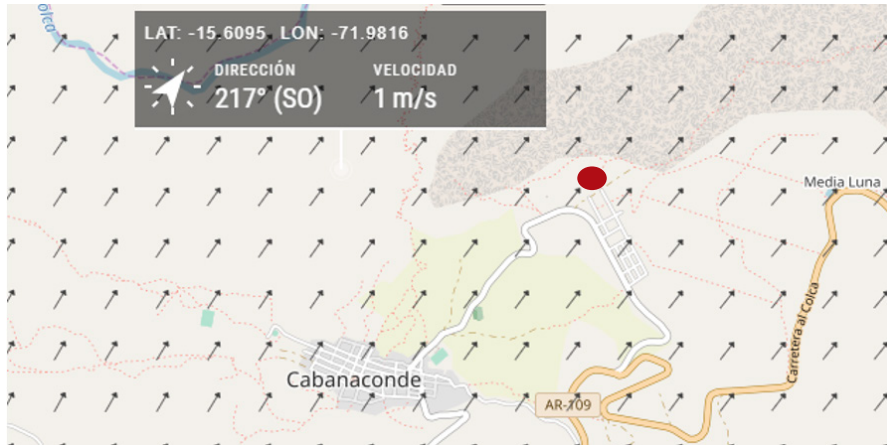 olca
LAT: -15.6095 LON: -71.9816
DIRECCIÓN
VELOCIDAD
217° (SO)
1 m/s
Media Luna
Carretera al Colca
Cabanaconde
AR-109